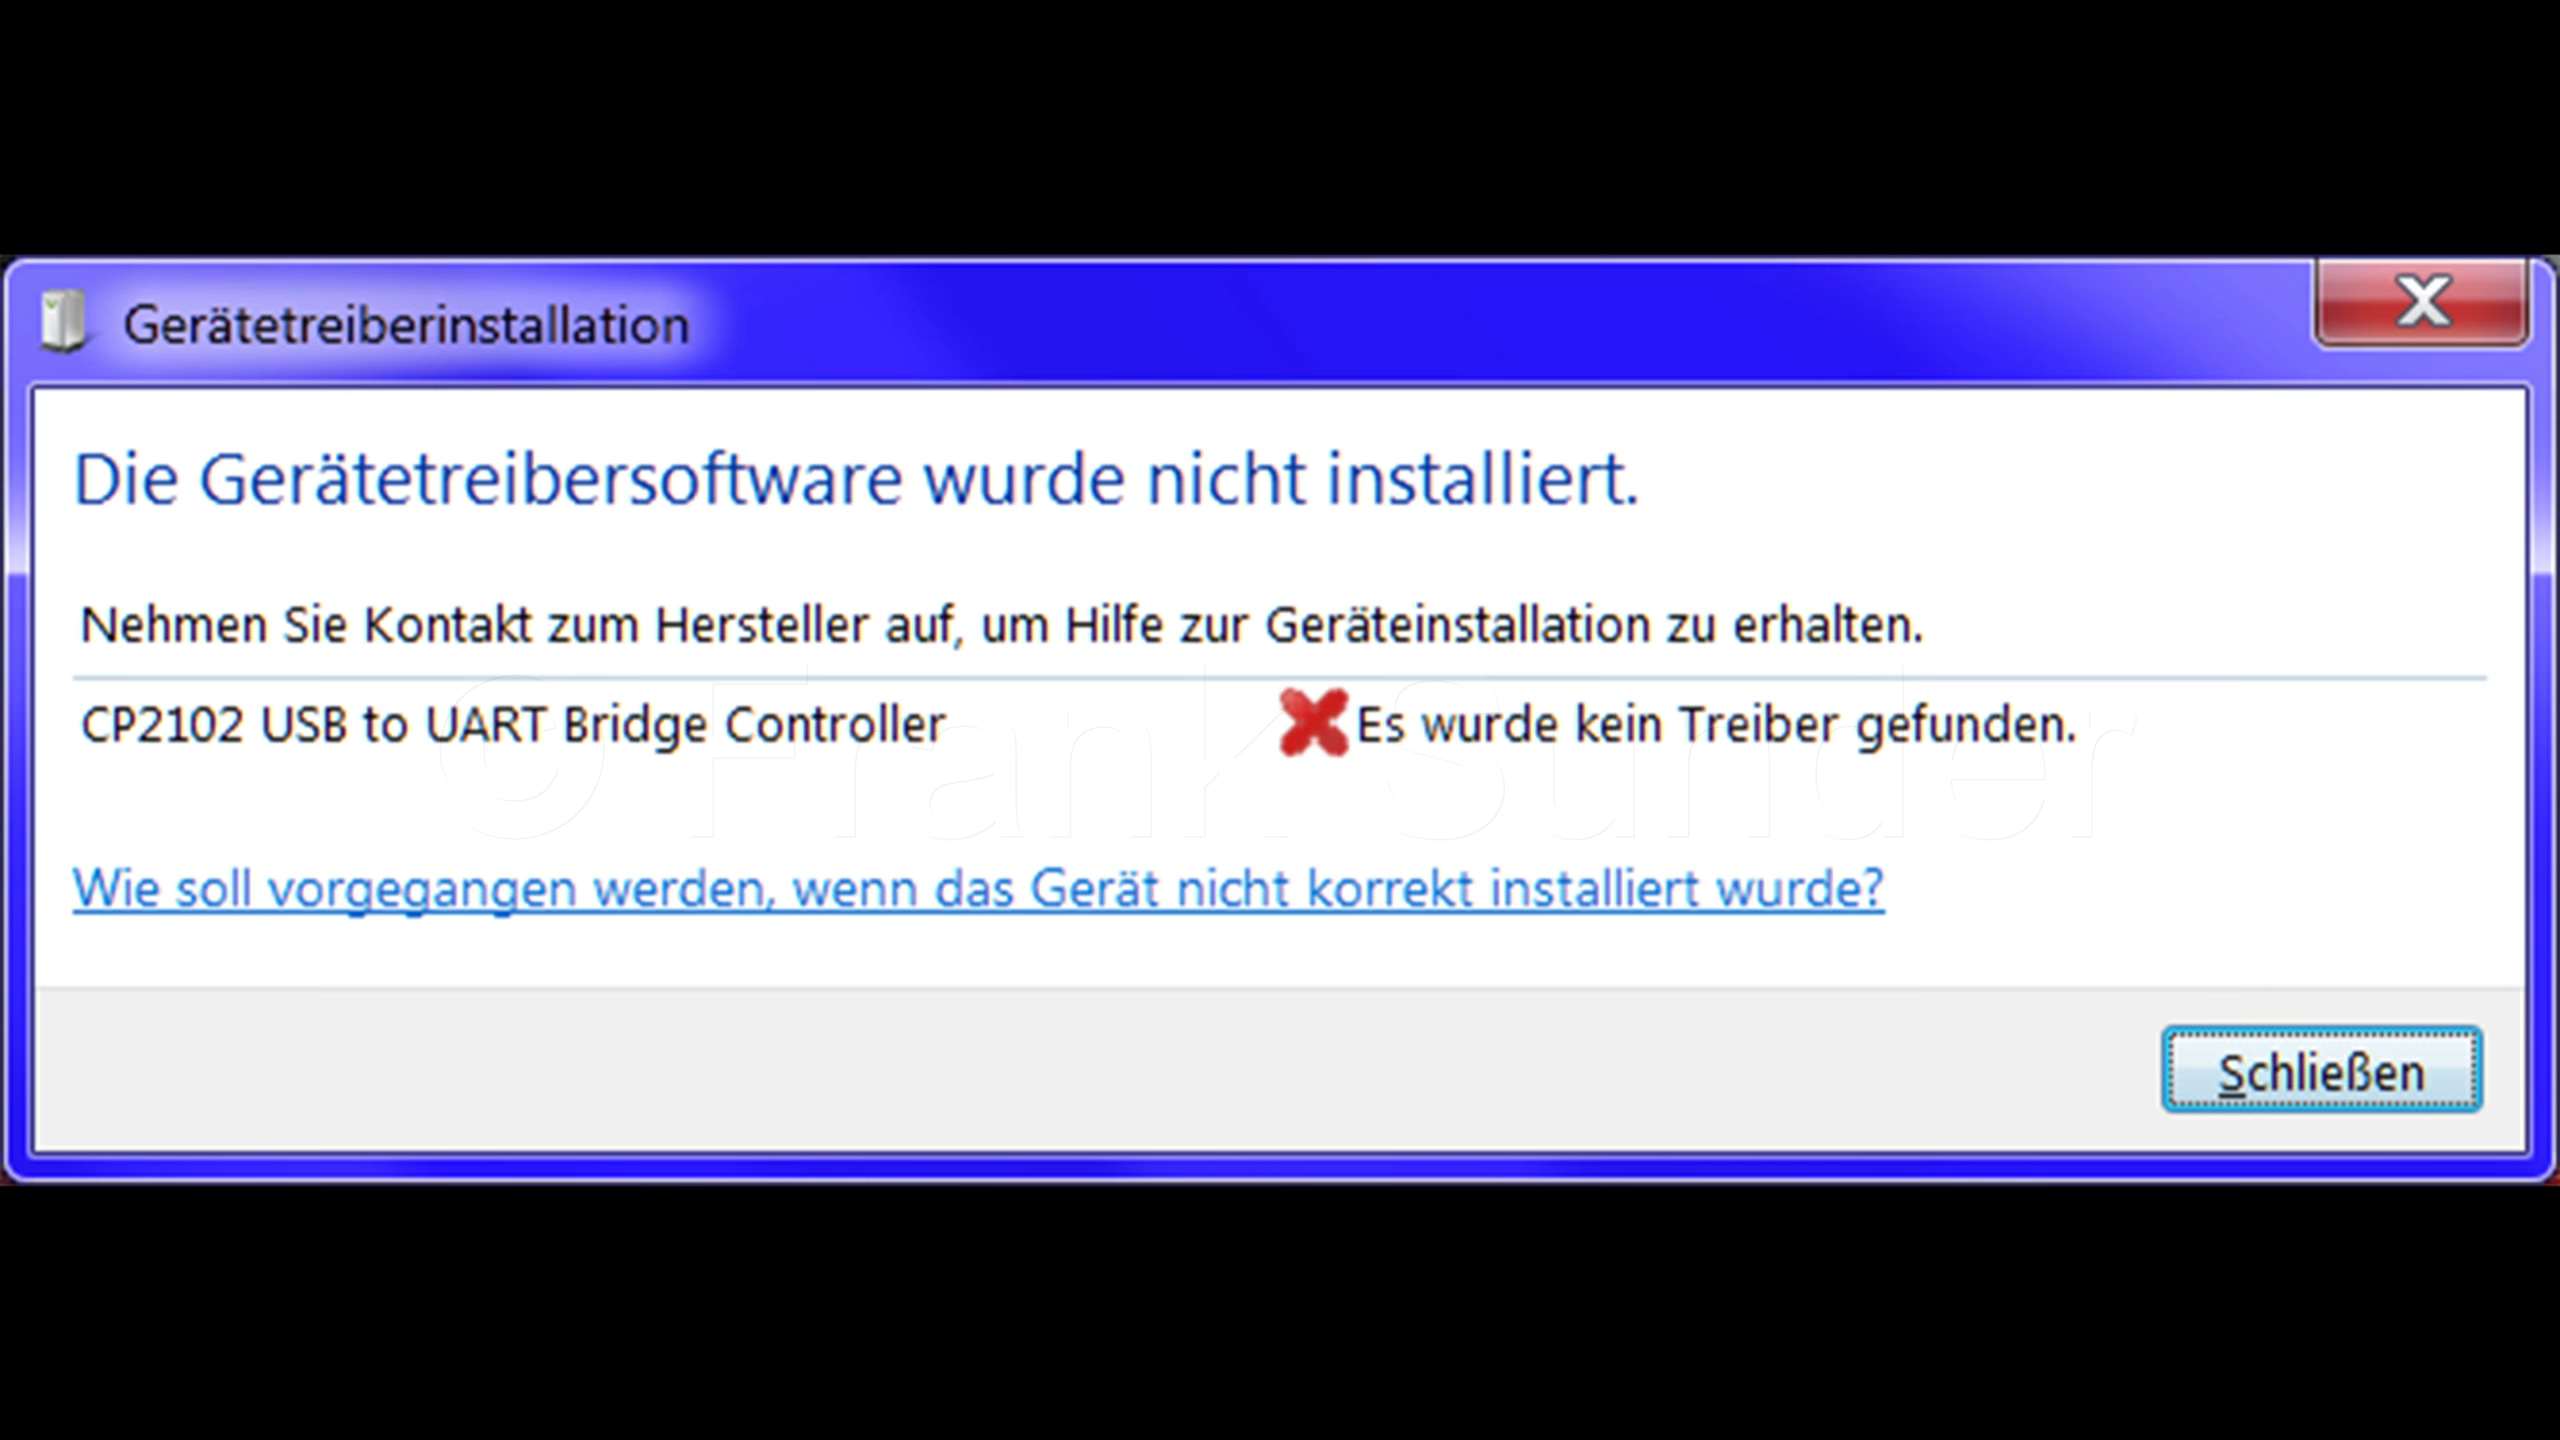 Gerätetreiberinstallation
Die Gerätetreibersoftware wurde nicht installiert.
Nehmen Sie Kontakt zum Hersteller auf, um Hilfe zur Geräteinstallation zu erhalten.
CP2102 USB to UART Bridge Controller Es wurde kein Treiber gefunden.
© Frank Sunder
Wie soll vorgegangen werden, wenn das Gerät nicht korrekt installiert wurde?
Schließen